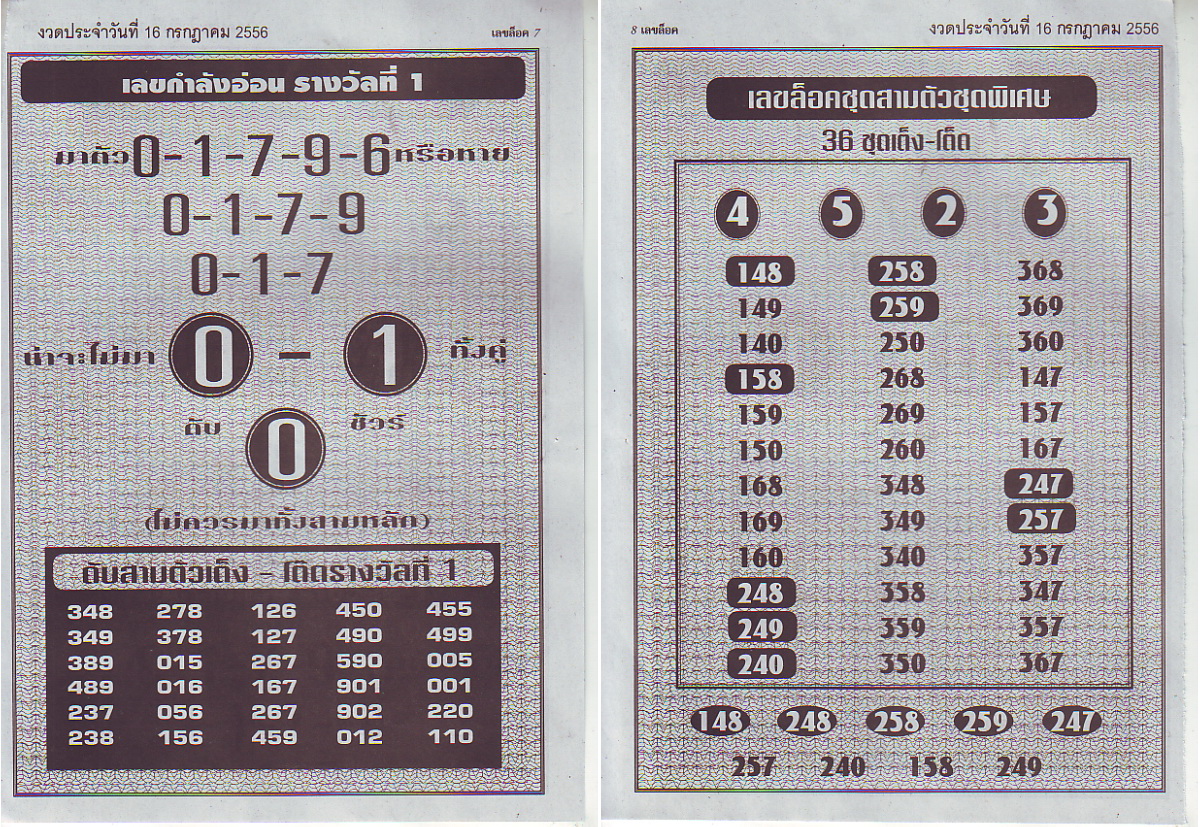 งวดประจำวันที่ 16 กรกฎาคม 2556
เลขล็อค 7
เลขกำลังอ่อน รางวัลที่ 1
มาตัว 0-1-7-9-6 หรือหาย
0-1-7-9
0-1-7
น่าจะไม่มา 0 - 1 ทั้งคู่
ดับ 0 ชัวร์
(ไม่ควรมาทั้งสามหลัก)
ดับสามตัวเต็ง - โต๊ดรางวัลที่ 1
348 278 126 450 455
349 378 127 490 499
389 015 267 590 005
489 016 167 901 001
237 056 267 902 220
238 156 459 012 110
8 เลขล็อค
งวดประจำวันที่ 16 กรกฎาคม 2556
เลขล็อคชุดสามตัวชุดพิเศษ
36 ชุดเต็ง-โต๊ด
4 5 2 3
148 258 368
149 259 369
140 250 360
158 268 147
159 269 157
150 260 167
168 348 247
169 349 257
160 340 357
248 358 347
249 359 357
240 350 367
148 248 258 259 247
257 240 158 249